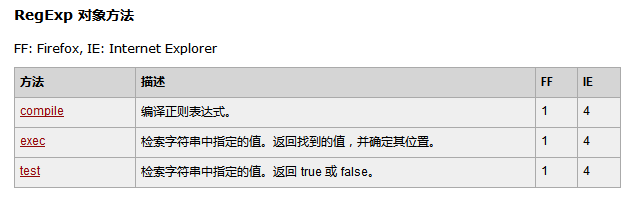 RegExp 对象方法
FF: Firefox, IE: Internet Explorer
方法 描述 FF IE
compile 编译正则表达式。 1 4
exec 检索字符串中指定的值。返回找到的值，并确定其位置。 1 4
test 检索字符串中指定的值。返回 true 或 false。 1 4